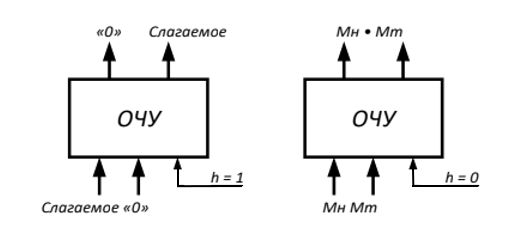 «0» Слагаемое
ОЧУ
h = 1
Слагаемое «0»
Мн • Мт
ОЧУ
h = 0
Мн Мт